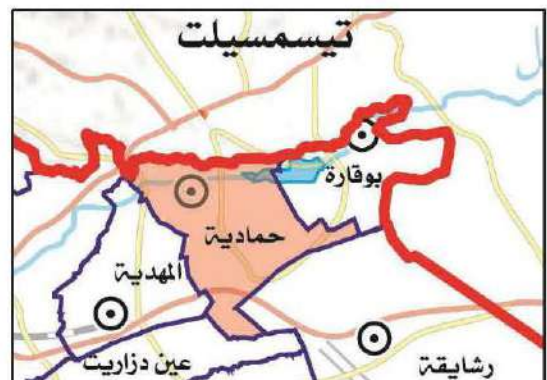 تيسمسيلت
بوقارة
حمادية
المهدية
عين دزاريت
رشايقة